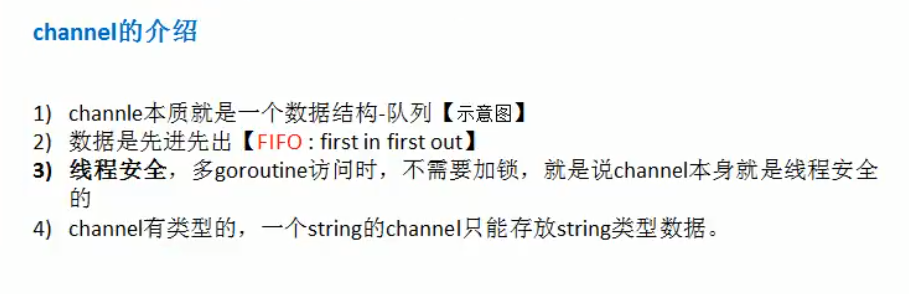 channel的介绍
1) channle本质就是一个数据结构-队列【示意图】
2) 数据是先进先出【FIFO : first in first out】
3) 线程安全，多goroutine访问时，不需要加锁，就是说channel本身就是线程安全
的
4) channel有类型的，一个string的channel只能存放string类型数据。